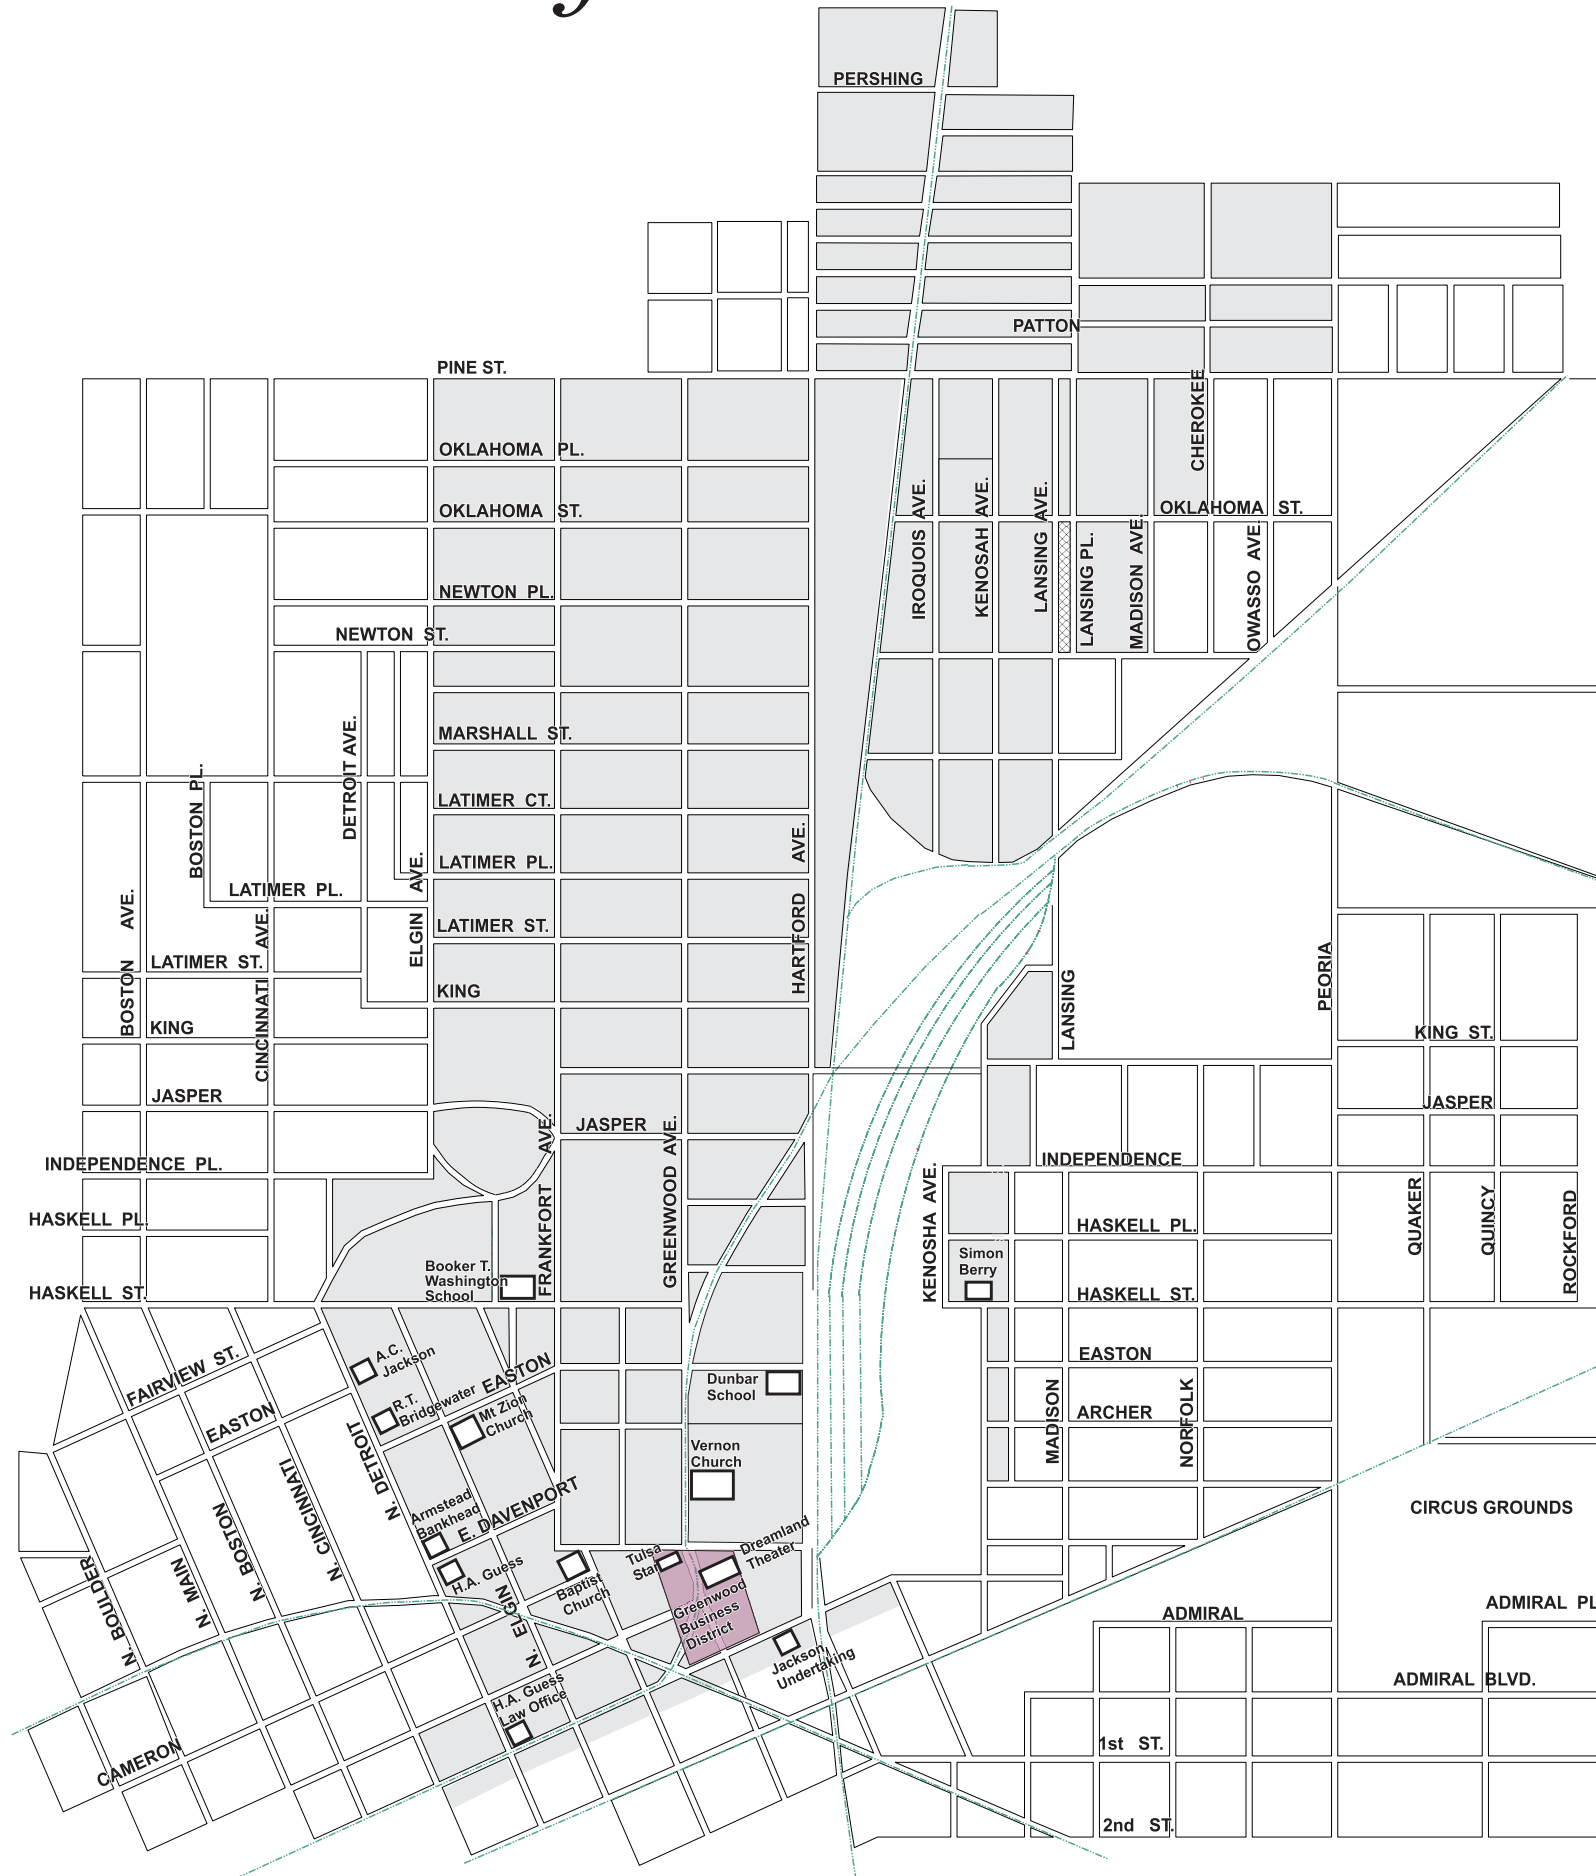 PERSHING
PATTON
PINE ST.
CHEROKEE
OKLAHOMA PL.
OKLAHOMA ST.
OKLAHOMA ST.
IROQUOIS AVE.
KENOSAH AVE.
LANSING AVE.
LANSING PL.
MADISON AVE.
OWASSO AVE.
NEWTON PL.
NEWTON ST.
MARSHALL ST.
DETROIT AVE.
BOSTON PL.
LATIMER CT.
LATIMER PL.
LATIMER PL.
HARTFORD AVE.
ELGIN AVE.
BOSTON AVE.
CINCINNATI AVE.
LATIMER ST.
LATIMER ST.
KING
KING
LANSING
PEORIA
KING ST.
JASPER
JASPER
JASPER
INDEPENDENCE PL.
INDEPENDENCE
FRANKFORT AVE.
GREENWOOD AVE.
KENOSHA AVE.
QUAKER
QUINCY
ROCKFORD
HASKELL PL.
HASKELL PL.
Simon
Berry
Booker T.
Washington
School
HASKELL ST.
HASKELL ST.
FAIRVIEW ST.
A.C.
Jackson
EASTON
EASTON
EASTON
R.T.
Bridgewater
Mt Zion
Church
Dunbar
School
MADISON
ARCHER
NORFOLK
N. DETROIT
Vernon
Church
N. CINCINNATI
N. BOSTON
N. MAIN
N. BOULDER
Armstead
Bankhead
E. DAVENPORT
CIRCUS GROUNDS
H.A. Guess
N. ELGIN
Baptist
Church
Tulsa
Star
Dreamland
Theater
Greenwood
Business
District
Jackson
Undertaking
ADMIRAL
ADMIRAL PL
ADMIRAL BLVD.
H.A. Guess
Law Office
CAMERON
1st ST.
2nd ST.